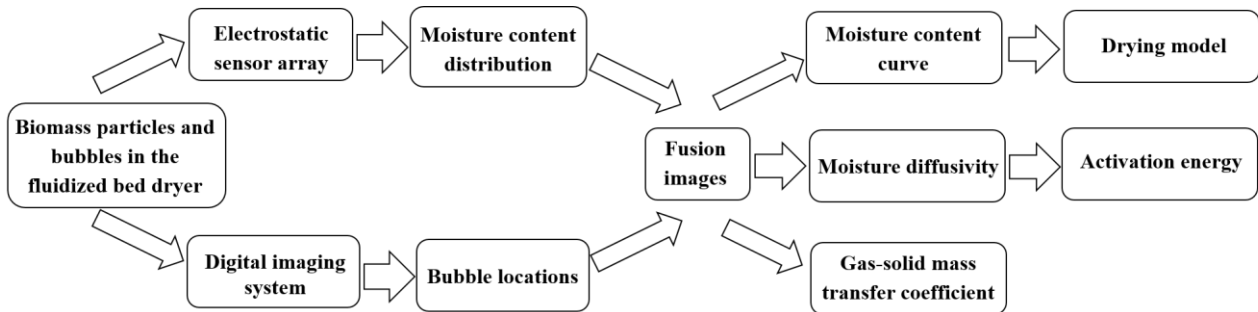 Electrostatic
sensor array
Moisture content
distribution
Moisture content
curve
Drying model
Biomass particles and
bubbles in the
fluidized bed dryer
Fusion
images
Moisture diffusivity
Activation energy
Digital imaging
system
Bubble locations
Gas-solid mass
transfer coefficient